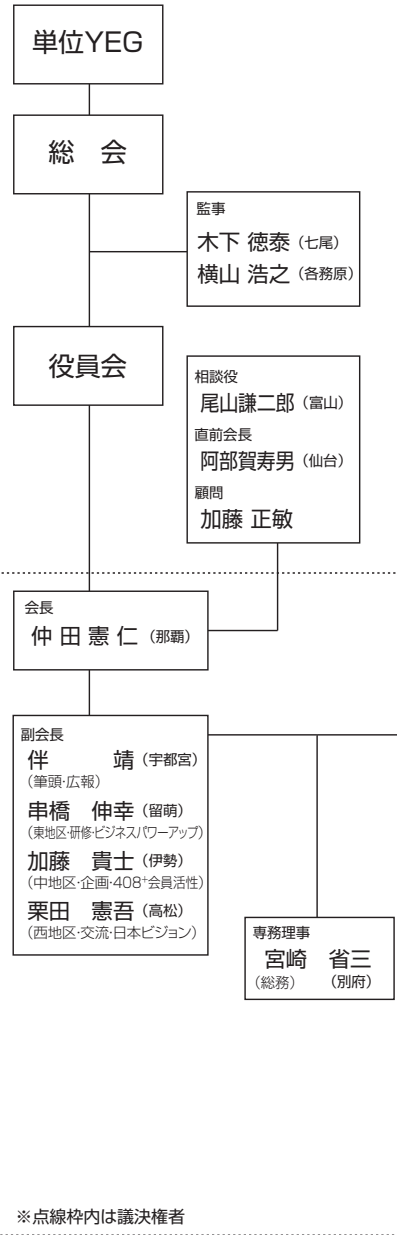 単位YEG
総　会
監事
木下 徳泰（七尾）
横山 浩之（各務原）
役員会
相談役
尾山謙二郎（富山）
直前会長
阿部賀寿男（仙台）
顧問
加藤 正敏
会長
仲田憲仁（那覇）
副会長
伴　　　靖（宇都宮）
（筆頭・広報）
串橋　伸幸（留萌）
（東地区・研修・ビジネスパワーアップ）
加藤　貴士（伊勢）
（中地区・企画・408⁺会員活性）
栗田　憲吾（高松）
（西地区・交流・日本ビジョン）
専務理事
宮崎　省三
（総務）（別府）
※点線枠内は議決権者